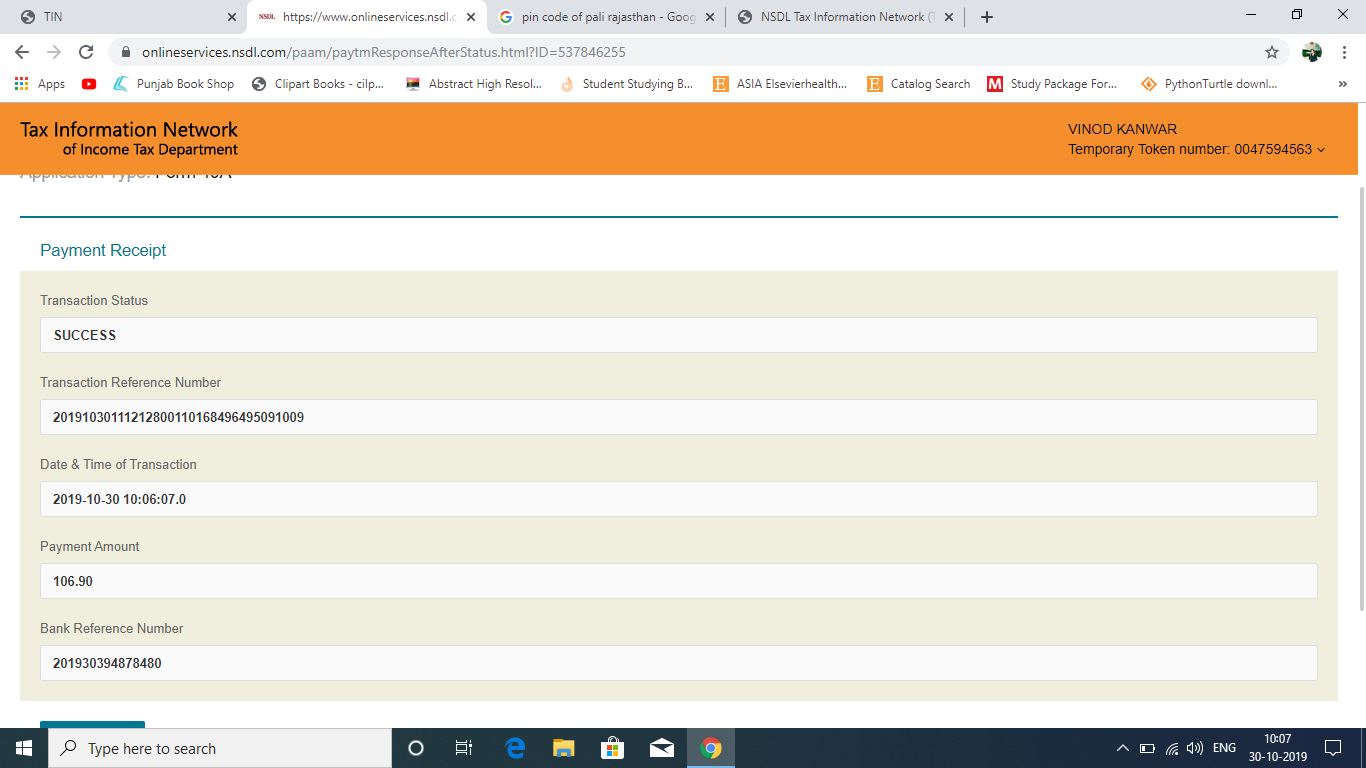 TIN
NSDL https://www.onlineservices.nsdl.c
pin code of pali rajasthan - Goog
NSDL Tax Information Network (T
onlineservices.nsdl.com/paam/paytmResponseAfterStatus.html?ID=537846255
Apps Punjab Book Shop Clipart Books - cilp... Abstract High Resol... Student Studying B... ASIA Elsevierhealth... Catalog Search Study Package For... PythonTurtle downl... »
Tax Information Network
of Income Tax Department
VINOD KANWAR
Temporary Token number: 0047594563
Application Type: Form 49A
Payment Receipt
Transaction Status
SUCCESS
Transaction Reference Number
20191030111212800110168496495091009
Date & Time of Transaction
2019-10-30 10:06:07.0
Payment Amount
106.90
Bank Reference Number
201930394878480
Type here to search
ENG
10:07
30-10-2019